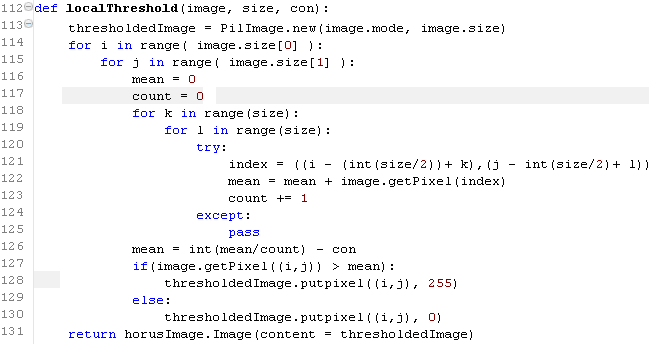 112 def localThreshold(image, size, con):
113     thresholdedImage = PilImage.new(image.mode, image.size)
114     for i in range( image.size[0] ):
115         for j in range( image.size[1] ):
116             mean = 0
117             count = 0
118             for k in range(size):
119                 for l in range(size):
120                     try:
121                         index = ((i - (int(size/2))+ k),(j - int(size/2)+ l))
122                         mean = mean + image.getPixel(index)
123                         count += 1
124                     except:
125                         pass
126             mean = int(mean/count) - con
127             if(image.getPixel((i,j)) > mean):
128                 thresholdedImage.putpixel((i,j), 255)
129             else:
130                 thresholdedImage.putpixel((i,j), 0)
131     return horusImage.Image(content = thresholdedImage)